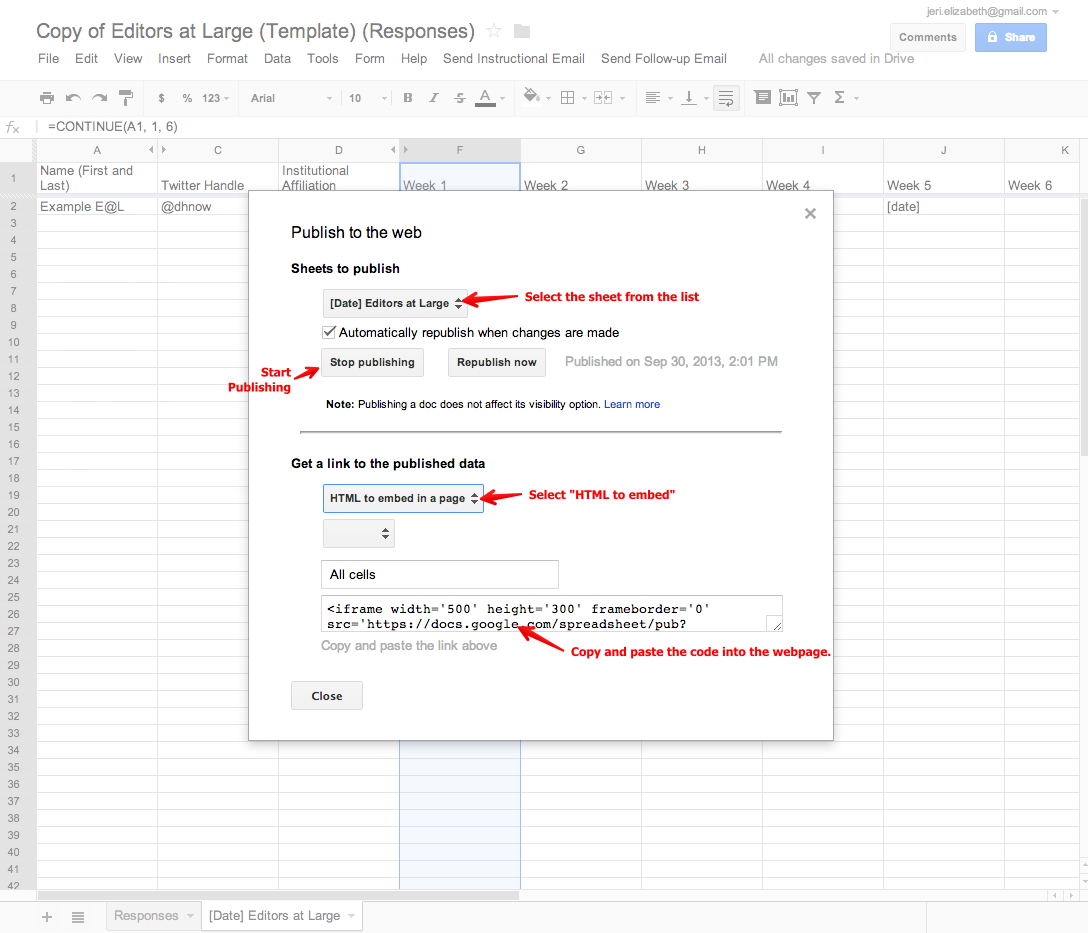 jeri.elizabeth@gmail.com
Copy of Editors at Large (Template) (Responses)
Comments
Share
File Edit View Insert Format Data Tools Form Help Send Instructional Email Send Follow-up Email All changes saved in Drive
$ % 123 Arial 10 B I S A Σ
fx =CONTINUE(A1, 1, 6)
A C D F G H I J K
1 Name (First and Last) Twitter Handle Institutional Affiliation Week 1 Week 2 Week 3 Week 4 Week 5 Week 6
2 Example E@L @dhnow [date]
3
4
5
6
7
8
9
10
11
12
13
14
15
16
17
18
19
20
21
22
23
24
25
26
27
28
29
30
31
32
33
34
35
36
37
38
39
40
41
42
Publish to the web
Sheets to publish
[Date] Editors at Large
Select the sheet from the list
Automatically republish when changes are made
Start
Publishing
Stop publishing Republish now Published on Sep 30, 2013, 2:01 PM
Note: Publishing a doc does not affect its visibility option. Learn more
Get a link to the published data
HTML to embed in a page
Select "HTML to embed"
All cells
<iframe width='500' height='300' frameborder='0'
src='https://docs.google.com/spreadsheet/pub?
Copy and paste the link above
Copy and paste the code into the webpage.
Close
Responses [Date] Editors at Large